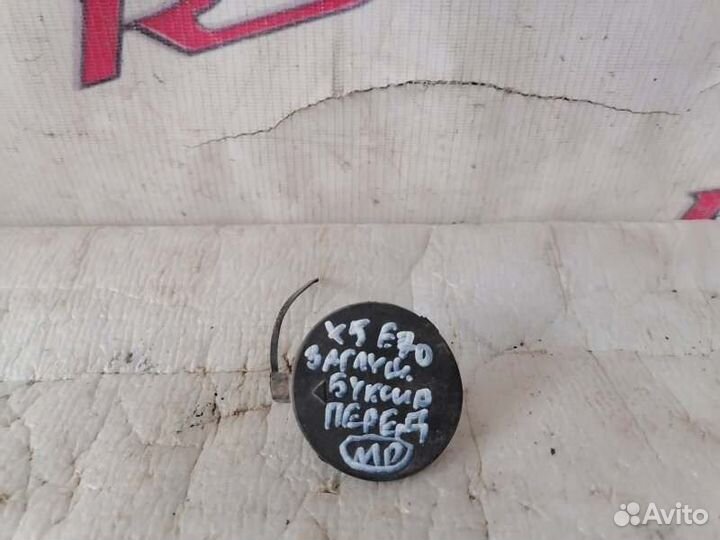 X5 E70
ЗАГЛУШ.
БУКСИР
ПЕРЕД
MD
Avito